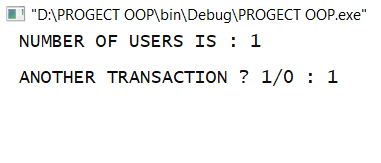 "D:\PROGECT OOP\bin\Debug\PROGECT OOP.exe"
NUMBER OF USERS IS : 1
ANOTHER TRANSACTION ? 1/0 : 1